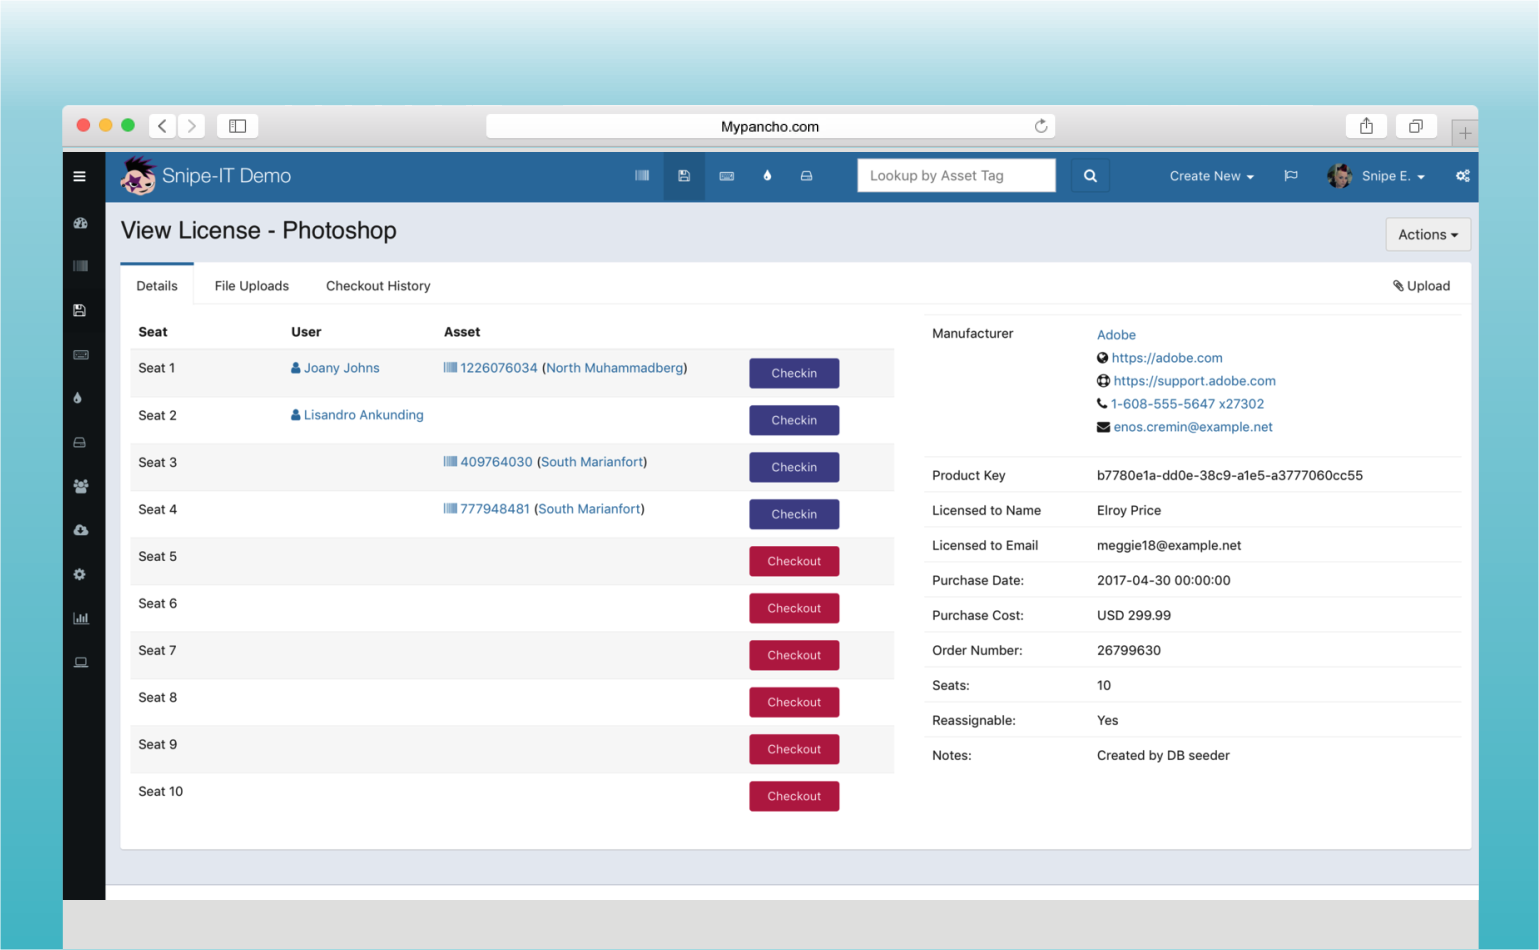 Mypancho.com
Snipe-IT Demo
Lookup by Asset Tag
Create New
Snipe E.
View License - Photoshop
Actions
Details
File Uploads
Checkout History
Upload
Seat User Asset
Seat 1 Joany Johns 1226076034 (North Muhammadberg) Checkin
Seat 2 Lisandro Ankunding Checkin
Seat 3 409764030 (South Marianfort) Checkin
Seat 4 777948481 (South Marianfort) Checkin
Seat 5 Checkout
Seat 6 Checkout
Seat 7 Checkout
Seat 8 Checkout
Seat 9 Checkout
Seat 10 Checkout
Manufacturer Adobe
https://adobe.com
https://support.adobe.com
1-608-555-5647 x27302
enos.cremin@example.net
Product Key b7780e1a-dd0e-38c9-a1e5-a3777060cc55
Licensed to Name Elroy Price
Licensed to Email meggie18@example.net
Purchase Date: 2017-04-30 00:00:00
Purchase Cost: USD 299.99
Order Number: 26799630
Seats: 10
Reassignable: Yes
Notes: Created by DB seeder